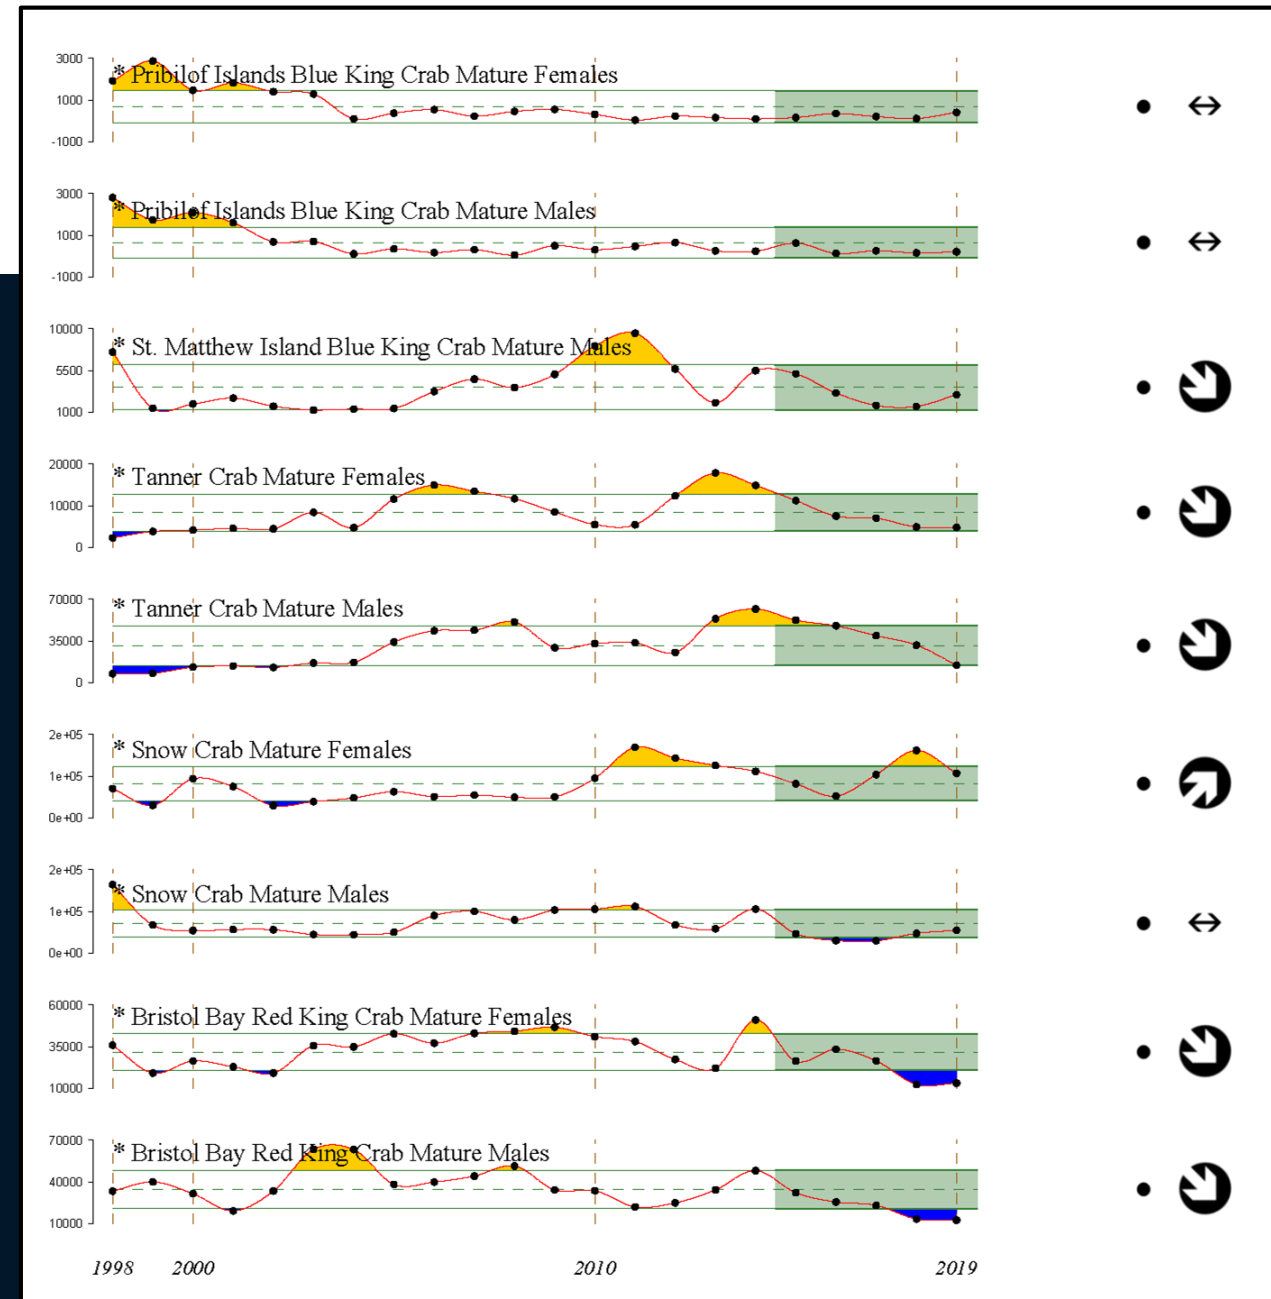 3000
* Pribilof Islands Blue King Crab Mature Females
1000
-1000
3000
* Pribilof Islands Blue King Crab Mature Males
1000
-1000
10000
* St. Matthew Island Blue King Crab Mature Males
5500
1000
20000
* Tanner Crab Mature Females
10000
0
70000
* Tanner Crab Mature Males
35000
0
2e+05
* Snow Crab Mature Females
1e+05
0e+00
2e+05
* Snow Crab Mature Males
1e+05
0e+00
60000
* Bristol Bay Red King Crab Mature Females
35000
10000
70000
* Bristol Bay Red King Crab Mature Males
40000
10000
1998 2000 2010 2019